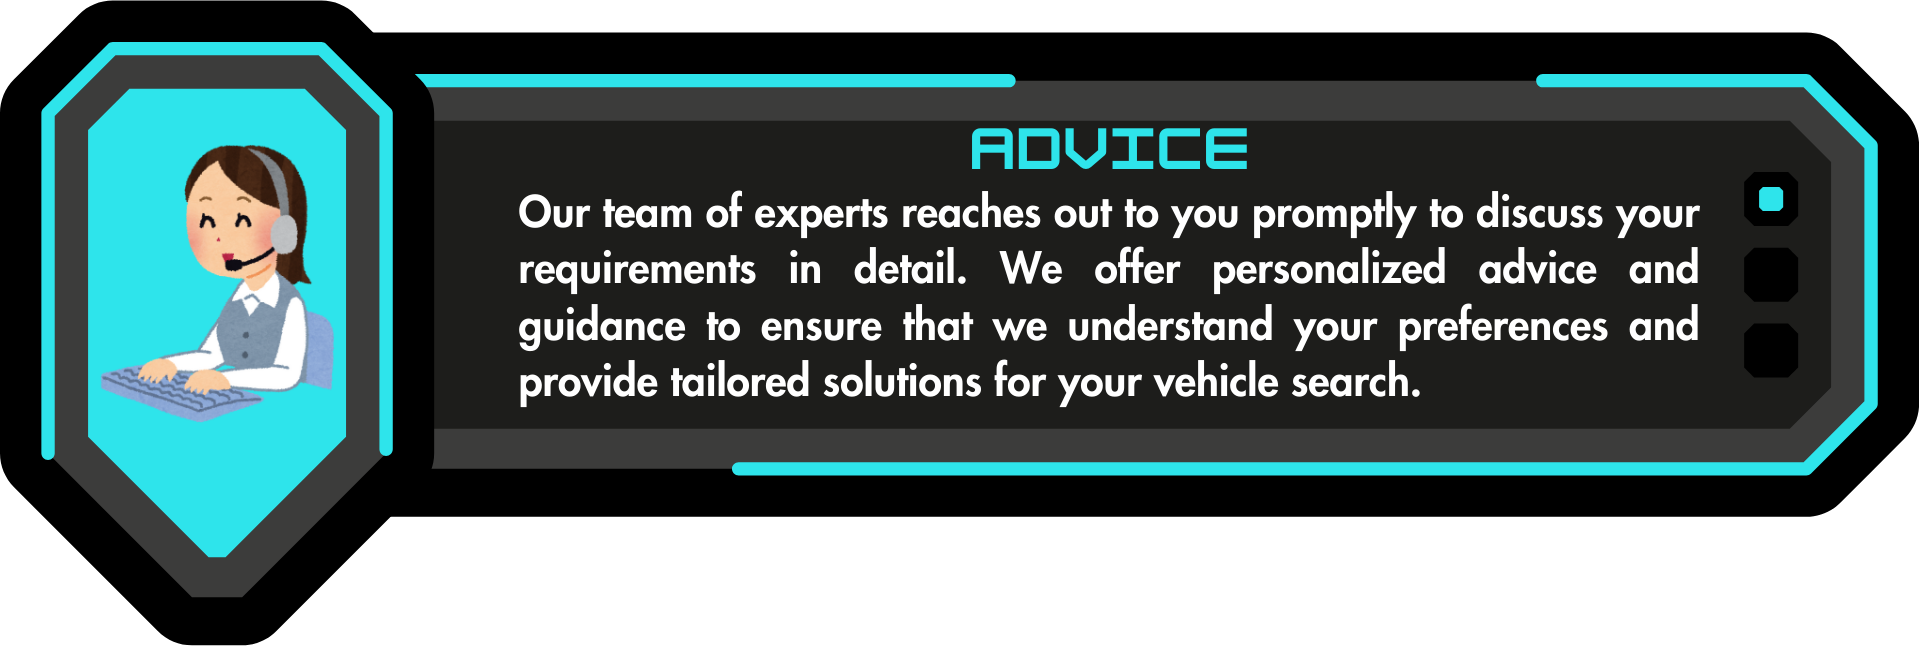 ADVICE
Our team of experts reaches out to you promptly to discuss your
requirements in detail. We offer personalized advice and
guidance to ensure that we understand your preferences and
provide tailored solutions for your vehicle search.